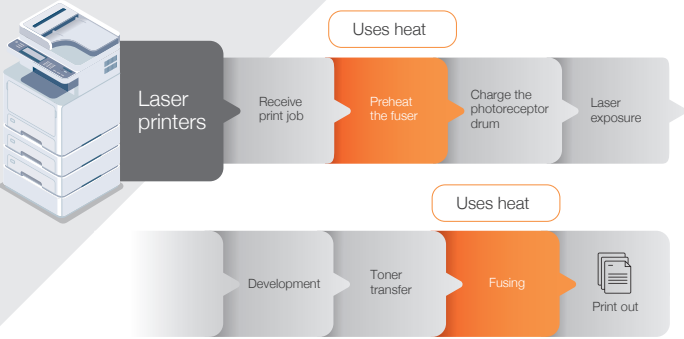 Uses heat
Laser
printers
Receive
print job
Preheat
the fuser
Charge the
photoreceptor
drum
Laser
exposure
Uses heat
Development
Toner
transfer
Fusing
Print out